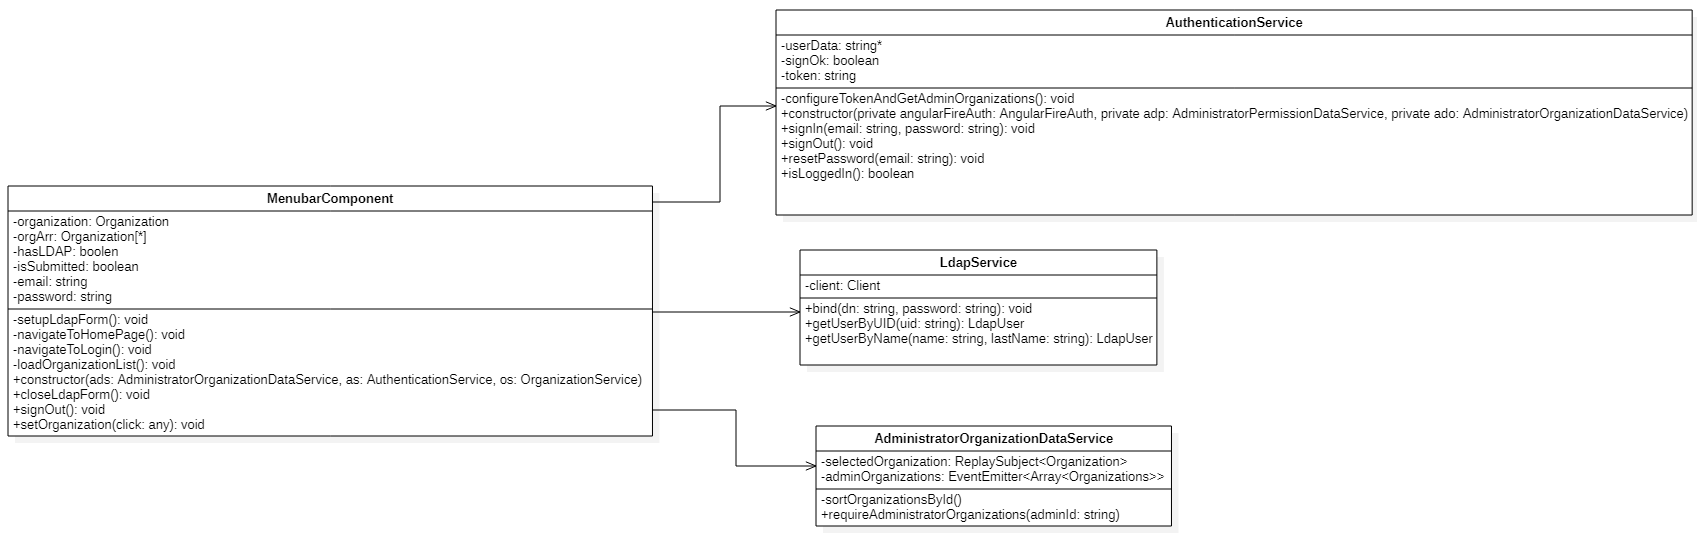 AuthenticationService
-userData: string*
-signOk: boolean
-token: string
-configureTokenAndGetAdminOrganizations(): void
+constructor(private angularFireAuth: AngularFireAuth, private adp: AdministratorPermissionDataService, private ado: AdministratorOrganizationDataService)
+signIn(email: string, password: string): void
+signOut(): void
+resetPassword(email: string): void
+isLoggedIn(): boolean
MenubarComponent
-organization: Organization
-orgArr: Organization[*]
-hasLDAP: boolen
-isSubmitted: boolean
-email: string
-password: string
-setupLdapForm(): void
-navigateToHomePage(): void
-navigateToLogin(): void
-loadOrganizationList(): void
+constructor(ads: AdministratorOrganizationDataService, as: AuthenticationService, os: OrganizationService)
+closeLdapForm(): void
+signOut(): void
+setOrganization(click: any): void
LdapService
-client: Client
+bind(dn: string, password: string): void
+getUserByUID(uid: string): LdapUser
+getUserByName(name: string, lastName: string): LdapUser
AdministratorOrganizationDataService
-selectedOrganization: ReplaySubject<Organization>
-adminOrganizations: EventEmitter<Array<Organizations>>
-sortOrganizationsById()
+requireAdministratorOrganizations(adminId: string)